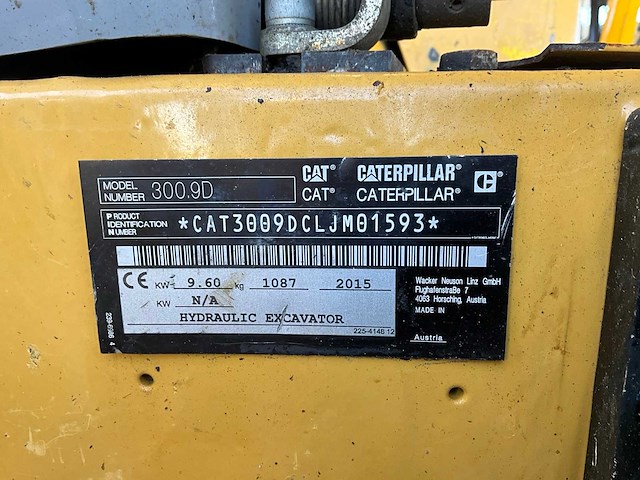 MODEL NUMBER 300.9D
CAT CATERPILLAR®
CAT® CATERPILLAR® C
PRODUCT IDENTIFICATION NUMBER *CAT3009DCLJM01593*
CE KW 9.60 kg 1087 2015
KW N/A
HYDRAULIC EXCAVATOR
225-4148 12
Wacker Neuson Linz GmbH
Flughafenstraße 7
4063 Horsching, Austria
MADE IN
Austria